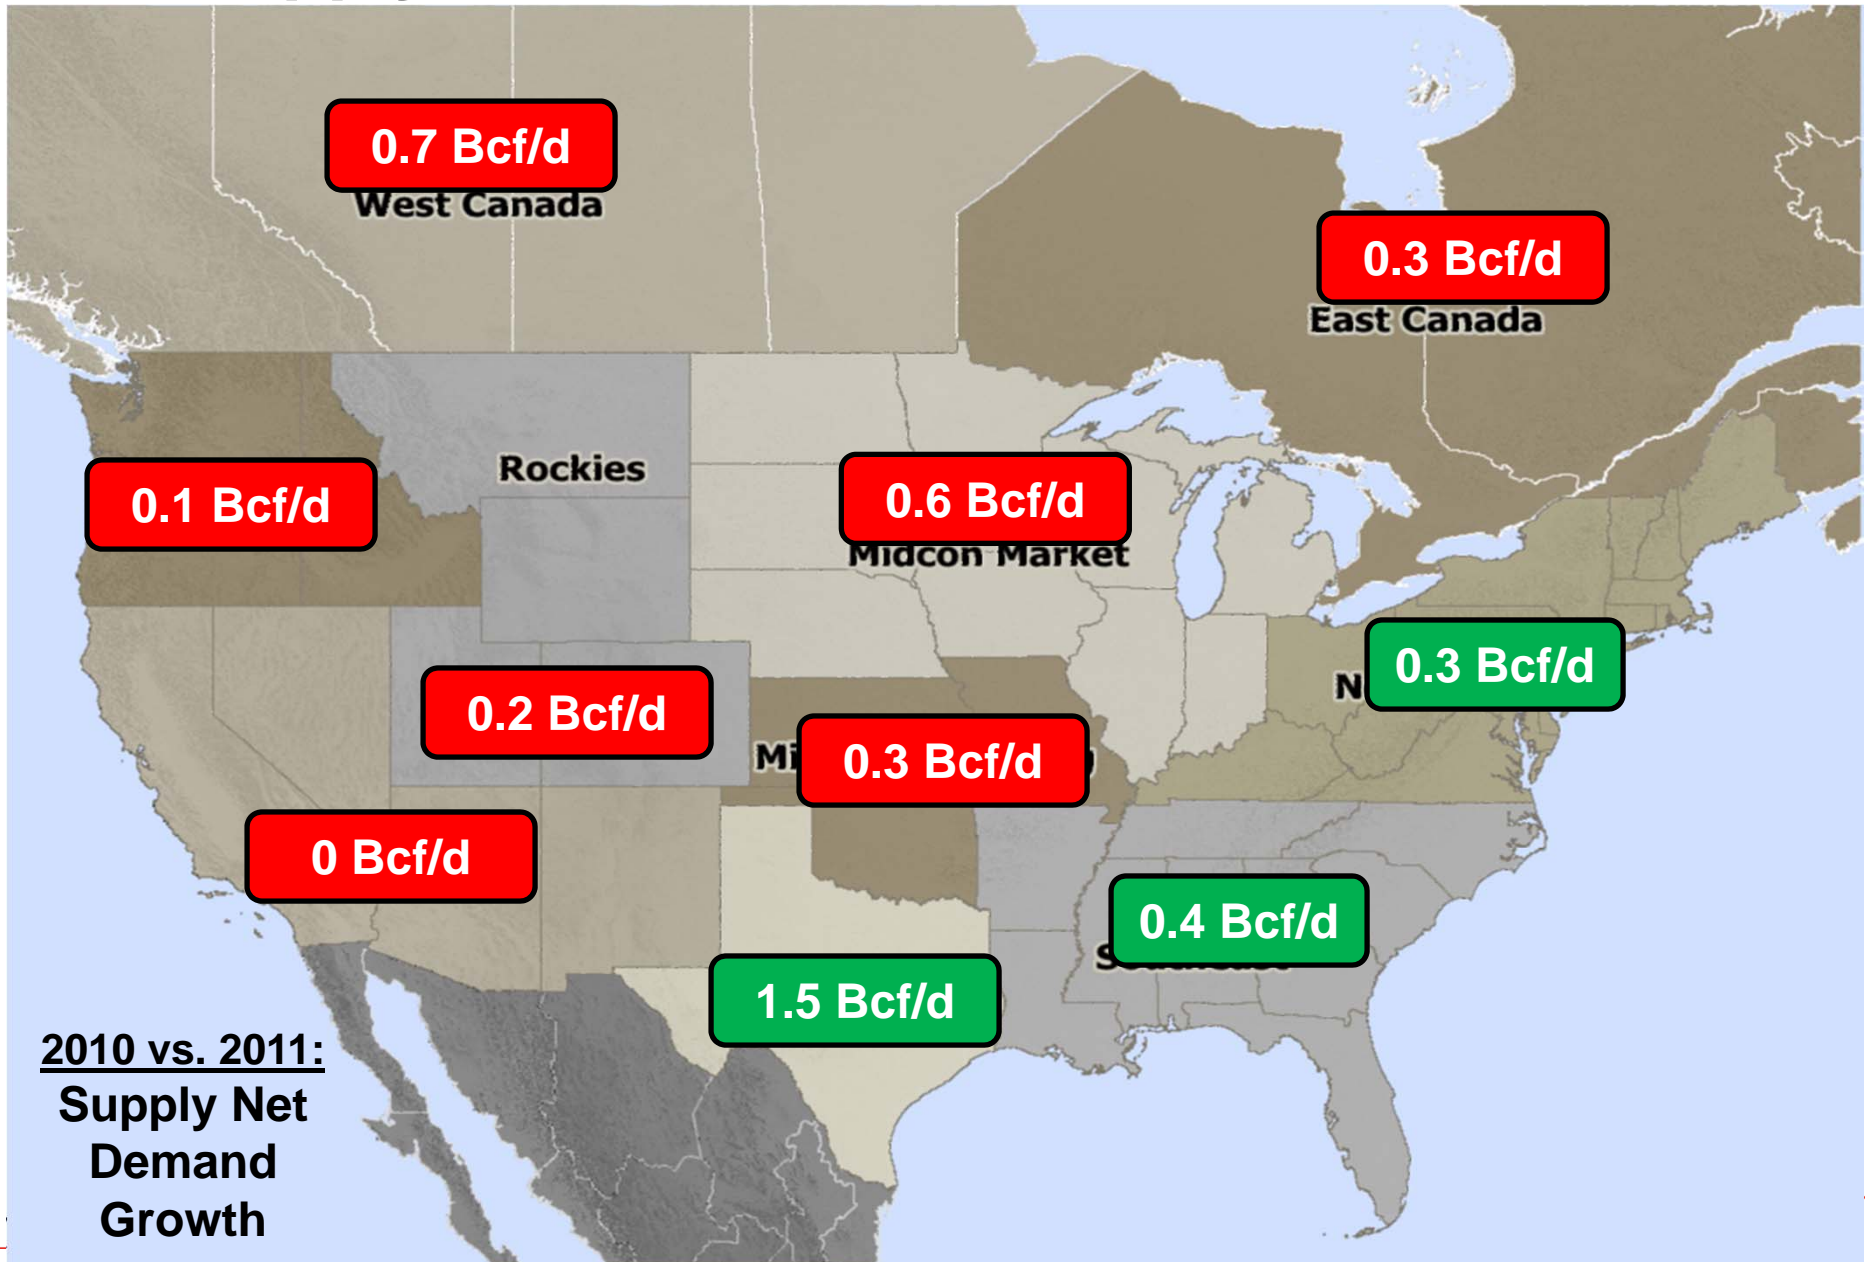 0.7 Bcf/d
West Canada
0.3 Bcf/d
East Canada
Rockies
0.1 Bcf/d
0.6 Bcf/d
Midcon Market
0.3 Bcf/d
0.2 Bcf/d
0.3 Bcf/d
0 Bcf/d
0.4 Bcf/d
1.5 Bcf/d
2010 vs. 2011:
Supply Net
Demand
Growth